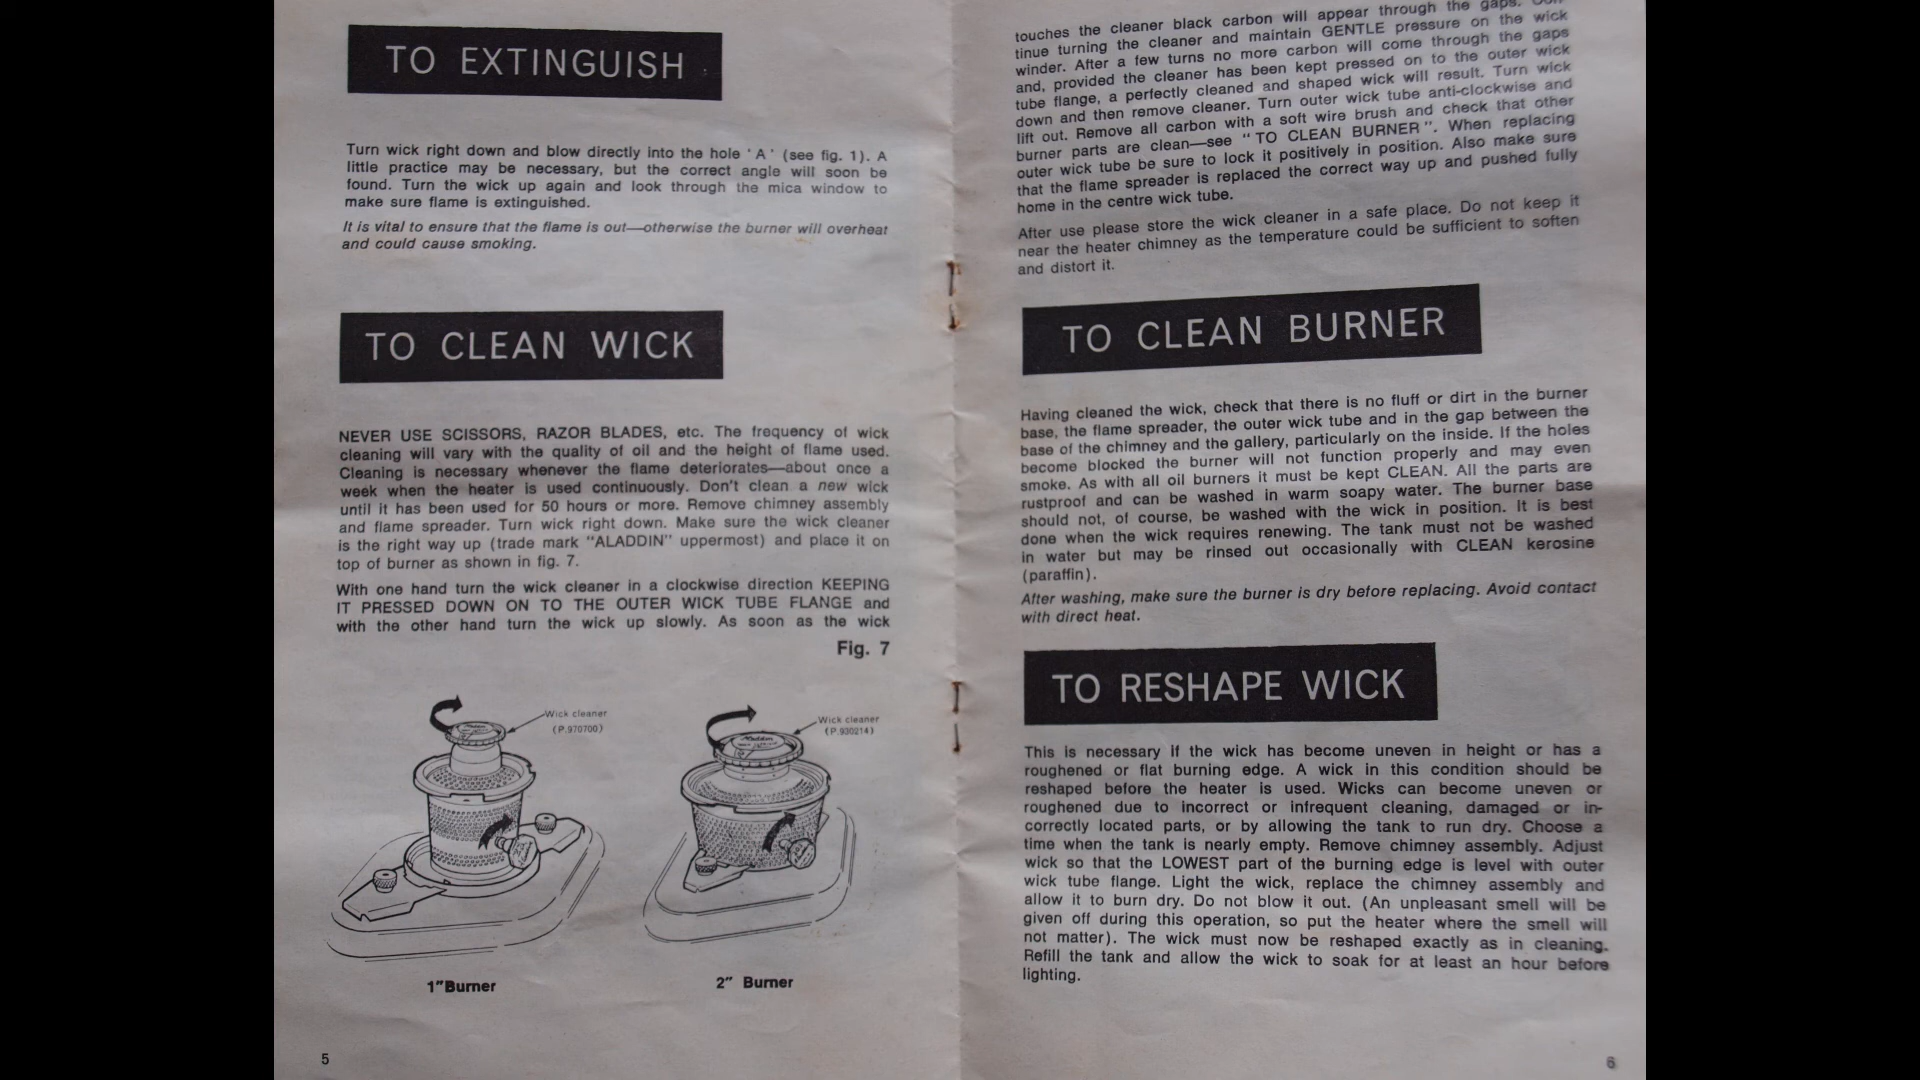 TO EXTINGUISH
Turn wick right down and blow directly into the hole 'A' (see fig. 1). A
little practice may be necessary, but the correct angle will soon be
found. Turn the wick up again and look through the mica window to
make sure flame is extinguished.
It is vital to ensure that the flame is out—otherwise the burner will overheat
and could cause smoking.
TO CLEAN WICK
NEVER USE SCISSORS, RAZOR BLADES, etc. The frequency of wick
cleaning will vary with the quality of oil and the height of flame used.
Cleaning is necessary whenever the flame deteriorates—about once a
week when the heater is used continuously. Don't clean a new wick
until it has been used for 50 hours or more. Remove chimney assembly
and flame spreader. Turn wick right down. Make sure the wick cleaner
is the right way up (trade mark "ALADDIN" uppermost) and place it on
top of burner as shown in fig. 7.
With one hand turn the wick cleaner in a clockwise direction KEEPING
IT PRESSED DOWN ON TO THE OUTER WICK TUBE FLANGE and
with the other hand turn the wick up slowly. As soon as the wick
Fig. 7
Wick cleaner
(P.970700)
Wick cleaner
(P.930214)
Aladdin
1" Burner
2" Burner
5
touches the cleaner black carbon will appear through the gaps. Con-
tinue turning the cleaner and maintain GENTLE pressure on the wick
winder. After a few turns no more carbon will come through the gaps
and, provided the cleaner has been kept pressed on to the outer wick
tube flange, a perfectly cleaned and shaped wick will result. Turn wick
down and then remove cleaner. Turn outer wick tube anti-clockwise and
lift out. Remove all carbon with a soft wire brush and check that other
burner parts are clean—see "TO CLEAN BURNER". When replacing
outer wick tube be sure to lock it positively in position. Also make sure
that the flame spreader is replaced the correct way up and pushed fully
home in the centre wick tube.
After use please store the wick cleaner in a safe place. Do not keep it
near the heater chimney as the temperature could be sufficient to soften
and distort it.
TO CLEAN BURNER
Having cleaned the wick, check that there is no fluff or dirt in the burner
base, the flame spreader, the outer wick tube and in the gap between the
base of the chimney and the gallery, particularly on the inside. If the holes
become blocked the burner will not function properly and may even
smoke. As with all oil burners it must be kept CLEAN. All the parts are
rustproof and can be washed in warm soapy water. The burner base
should not, of course, be washed with the wick in position. It is best
done when the wick requires renewing. The tank must not be washed
in water but may be rinsed out occasionally with CLEAN kerosine
(paraffin).
After washing, make sure the burner is dry before replacing. Avoid contact
with direct heat.
TO RESHAPE WICK
This is necessary if the wick has become uneven in height or has a
roughened or flat burning edge. A wick in this condition should be
reshaped before the heater is used. Wicks can become uneven or
roughened due to incorrect or infrequent cleaning, damaged or in-
correctly located parts, or by allowing the tank to run dry. Choose a
time when the tank is nearly empty. Remove chimney assembly. Adjust
wick so that the LOWEST part of the burning edge is level with outer
wick tube flange. Light the wick, replace the chimney assembly and
allow it to burn dry. Do not blow it out. (An unpleasant smell will be
given off during this operation, so put the heater where the smell will
not matter). The wick must now be reshaped exactly as in cleaning.
Refill the tank and allow the wick to soak for at least an hour before
lighting.
6